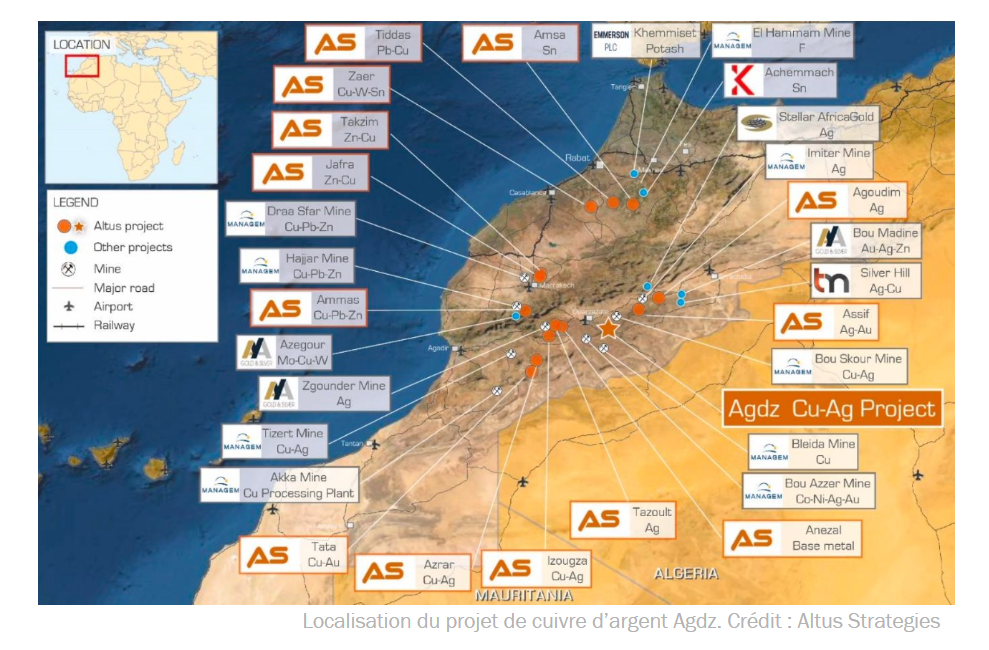 LOCATION
LEGEND
Altus project
Other projects
Mine
Major road
Airport
Railway
AS
Tiddas
Pb-Cu
AS
Amsa
Sn
EMMERSON
PLC
Khemmiset
Potash
MANAGEM
El Hammam Mine
F
AS
Zaer
Cu-W-Sn
Achemmach
Sn
AS
Takzim
Zn-Cu
Stellar AfricaGold
Ag
AS
Jafra
Zn-Cu
MANAGEM
Imiter Mine
Ag
MANAGEM
Draa Sfar Mine
Cu-Pb-Zn
AS
Agoudim
Ag
MANAGEM
Hajjar Mine
Cu-Pb-Zn
Bou Madine
Au-Ag-Zn
AS
Ammas
Cu-Pb-Zn
tm
Silver Hill
Ag-Cu
AS
Assif
Ag-Au
Azegour
Mo-Cu-W
MANAGEM
Bou Skour Mine
Cu-Ag
Zgounder Mine
Ag
Agdz Cu-Ag Project
MANAGEM
Tizert Mine
Cu-Ag
MANAGEM
Bleida Mine
Cu
MANAGEM
Akka Mine
Cu Processing Plant
MANAGEM
Bou Azzer Mine
Co-Ni-Ag-Au
AS
Tazoult
Ag
AS
Anezal
Base metal
AS
Tata
Cu-Au
AS
Azrar
Cu-Ag
AS
Izougza
Cu-Ag
Rabat
Casablanca
Marrakech
Agadir
Tantan
ALGERIA
MAURITANIA
Localisation du projet de cuivre d'argent Agdz. Crédit : Altus Strategies